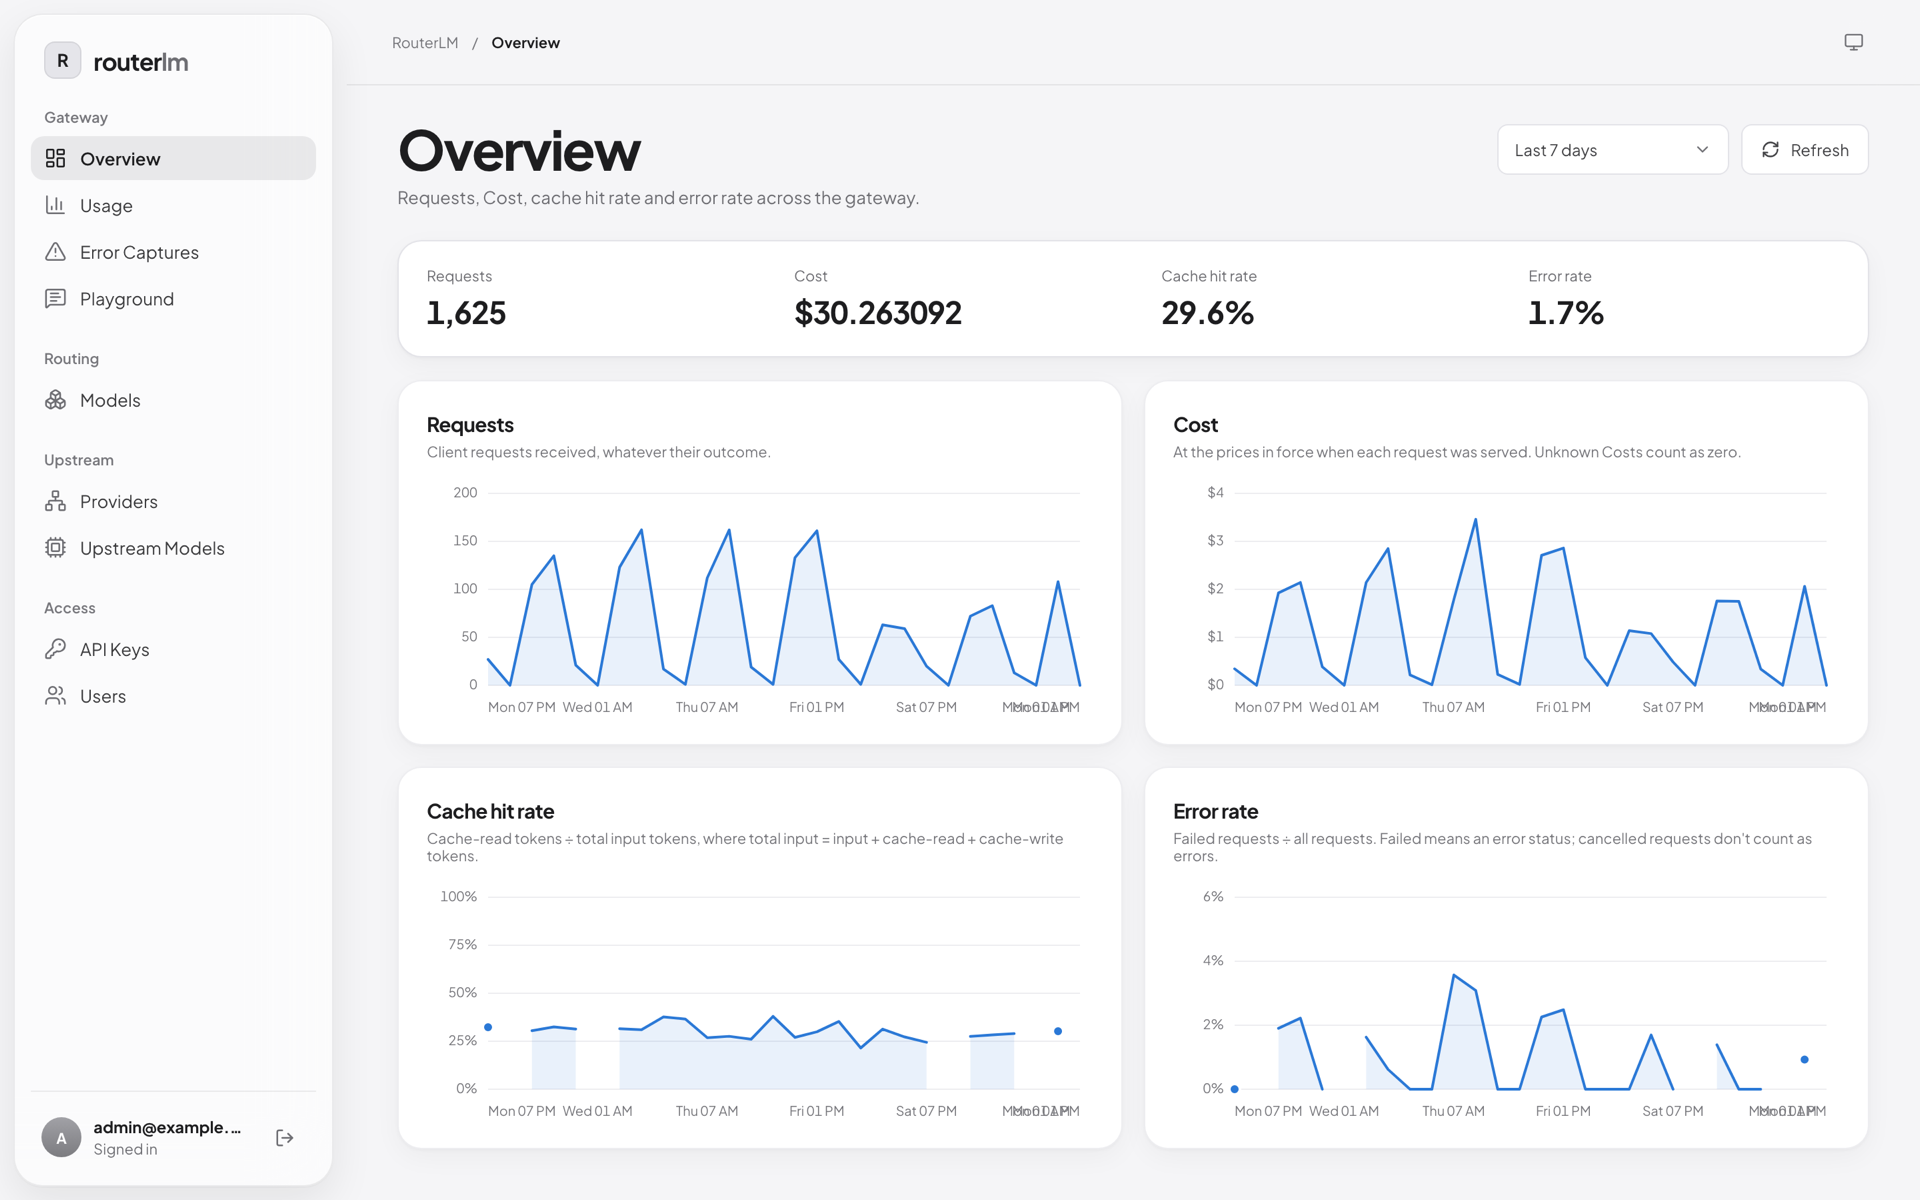 R routerlm
Gateway
Overview
Usage
Error Captures
Playground
Routing
Models
Upstream
Providers
Upstream Models
Access
API Keys
Users
A
admin@example....
Signed in
RouterLM / Overview
Overview
Requests, Cost, cache hit rate and error rate across the gateway.
Last 7 days
Refresh
Requests
1,625
Cost
$30.263092
Cache hit rate
29.6%
Error rate
1.7%
Requests
Client requests received, whatever their outcome.
200
150
100
50
0
Mon 07 PM Wed 01 AM Thu 07 AM Fri 01 PM Sat 07 PM
Cost
At the prices in force when each request was served. Unknown Costs count as zero.
$4
$3
$2
$1
$0
Mon 07 PM Wed 01 AM Thu 07 AM Fri 01 PM Sat 07 PM
Cache hit rate
Cache-read tokens ÷ total input tokens, where total input = input + cache-read + cache-write
tokens.
100%
75%
50%
25%
0%
Mon 07 PM Wed 01 AM Thu 07 AM Fri 01 PM Sat 07 PM
Error rate
Failed requests ÷ all requests. Failed means an error status; cancelled requests don't count as
errors.
6%
4%
2%
0%
Mon 07 PM Wed 01 AM Thu 07 AM Fri 01 PM Sat 07 PM